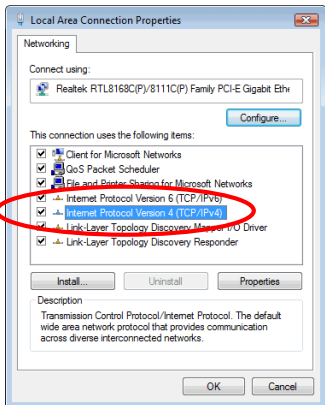 Local Area Connection Properties
Networking
Connect using:
Realtek RTL8168C(P)/8111C(P) Family PCI-E Gigabit Ethe
Configure...
This connection uses the following items:
Client for Microsoft Networks
QoS Packet Scheduler
File and Printer Sharing for Microsoft Networks
Internet Protocol Version 6 (TCP/IPv6)
Internet Protocol Version 4 (TCP/IPv4)
Link-Layer Topology Discovery Mapper I/O Driver
Link-Layer Topology Discovery Responder
Install... Uninstall Properties
Description
Transmission Control Protocol/Internet Protocol. The default
wide area network protocol that provides communication
across diverse interconnected networks.
OK Cancel